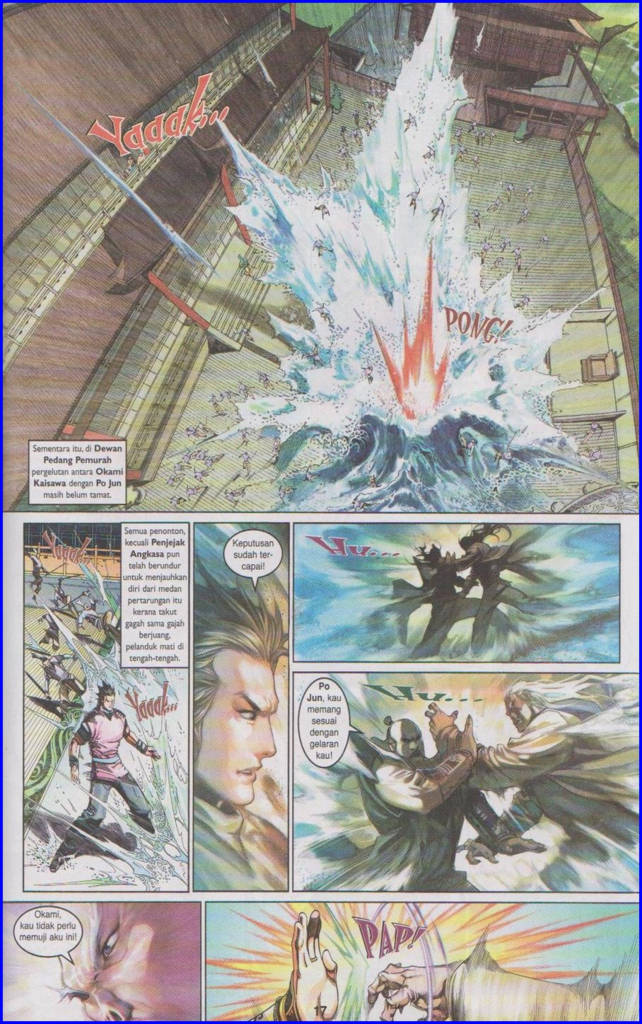 Yaaak...
PONG!
Sementara itu, di Dewan
Pedang Pemurah
pergelutan antara Okami
Kaisawa dengan Po Jun
masih belum tamat.
Yaaak...
Semua penonton,
kecuali Penjejak
Angkasa pun
telah berundur
untuk menjauhkan
diri dari medan
pertarungan itu
kerana takut
gagah sama gajah
berjuang,
pelanduk mati di
tengah-tengah.
Yaaak...
Keputusan
sudah ter-
capai!
Yu...
Po
Jun, kau
memang
sesuai
dengan
gelaran
kau!
Yu...
Okami,
kau tidak perlu
memuji aku ini!
PAP!
17